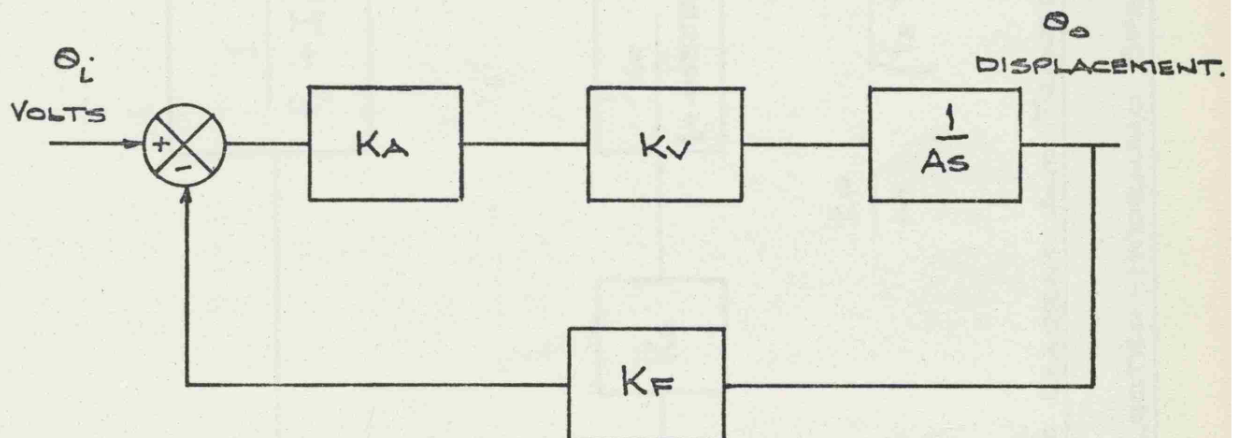 Θi
VOLTS
+
-
KA
KV
1
AS
Θo
DISPLACEMENT.
KF